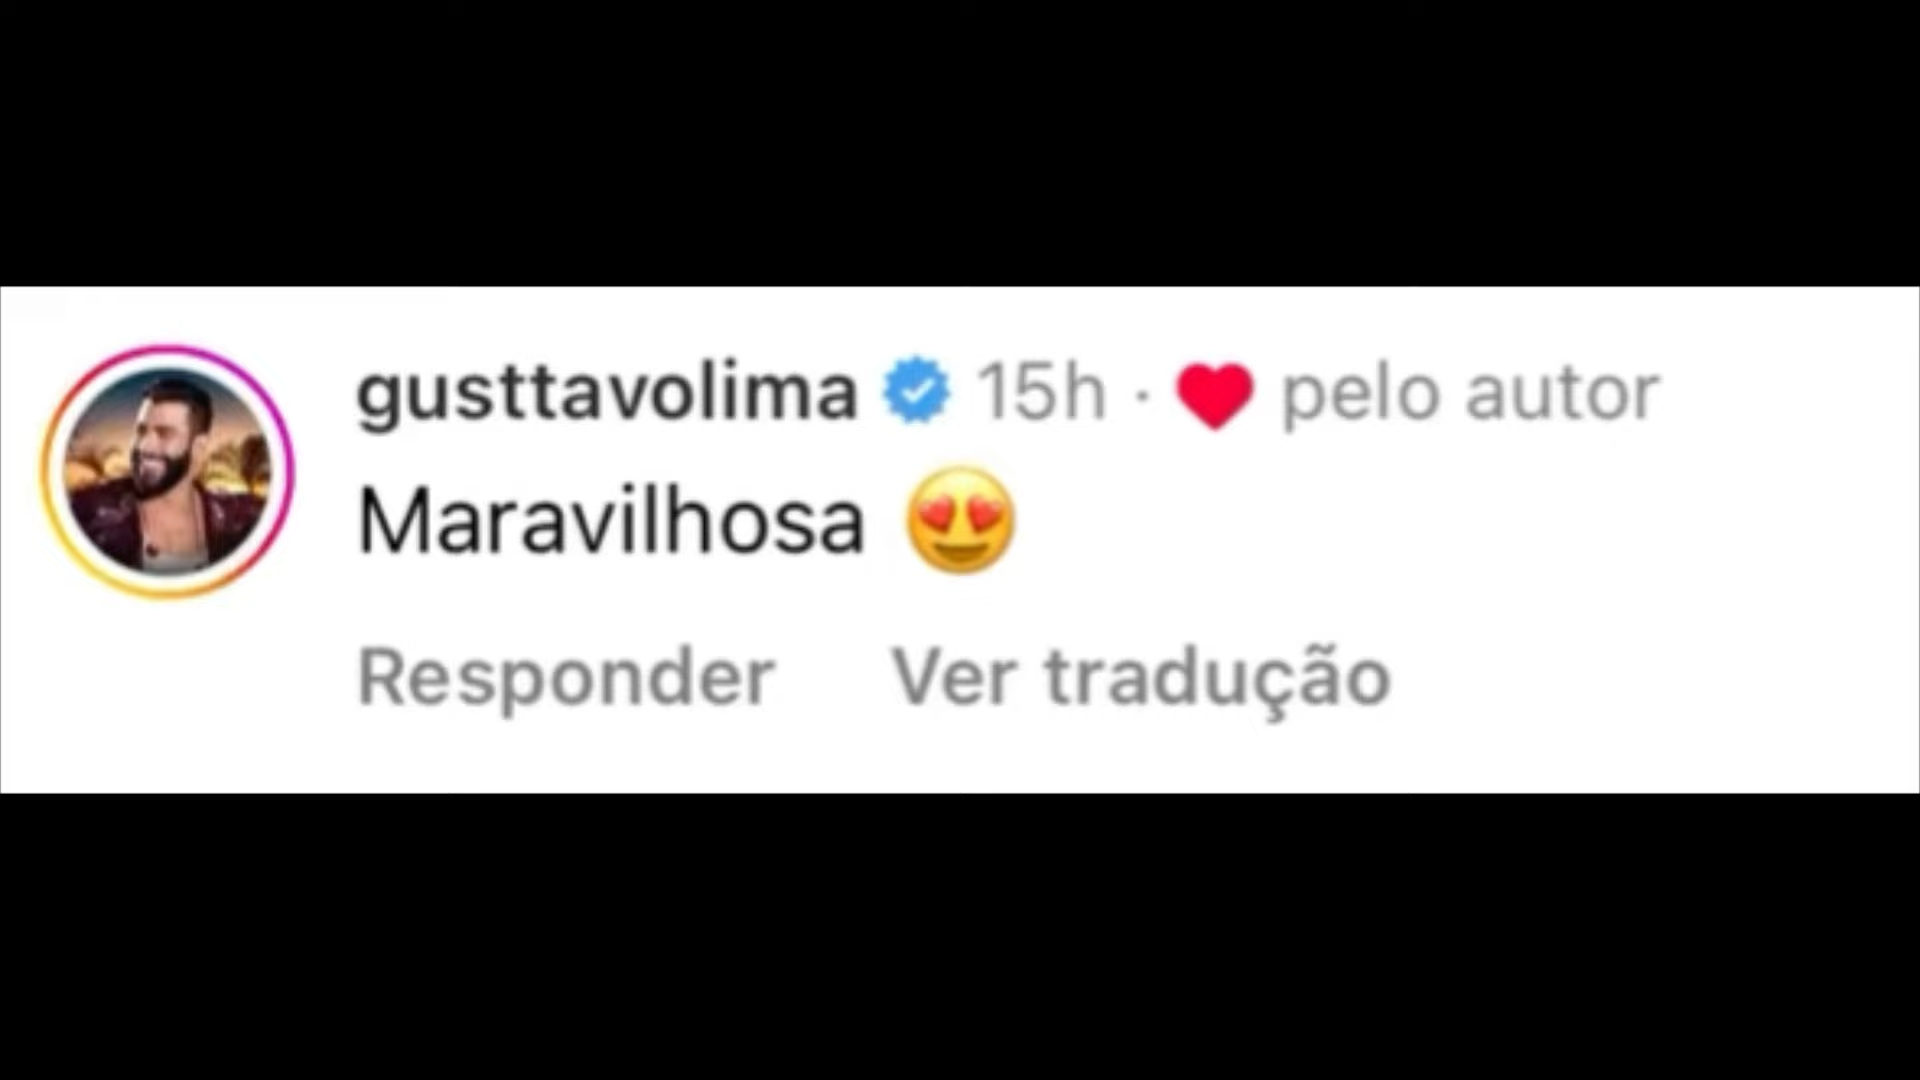 gusttavolima 15h · ❤️ pelo autor
Maravilhosa 😍
Responder Ver tradução